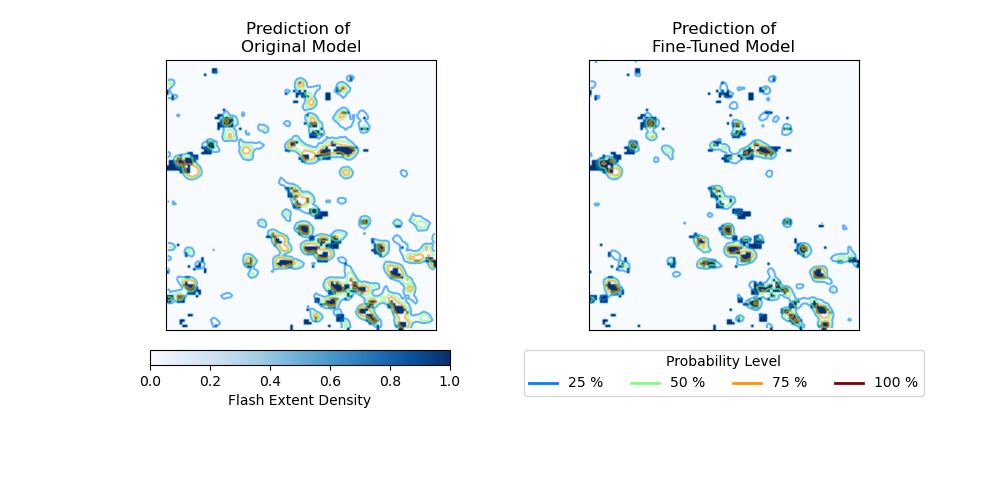 Prediction of
Original Model
Prediction of
Fine-Tuned Model
0.0 0.2 0.4 0.6 0.8 1.0
Flash Extent Density
Probability Level
25 % 50 % 75 % 100 %